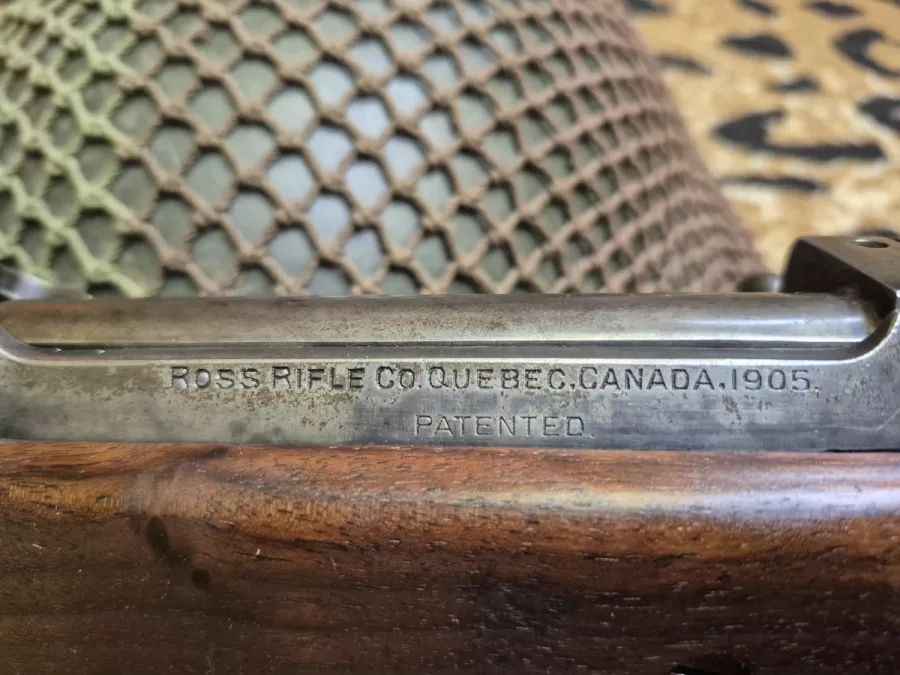 ROSS RIFLE CO. QUEBEC, CANADA, 1905.
PATENTED.